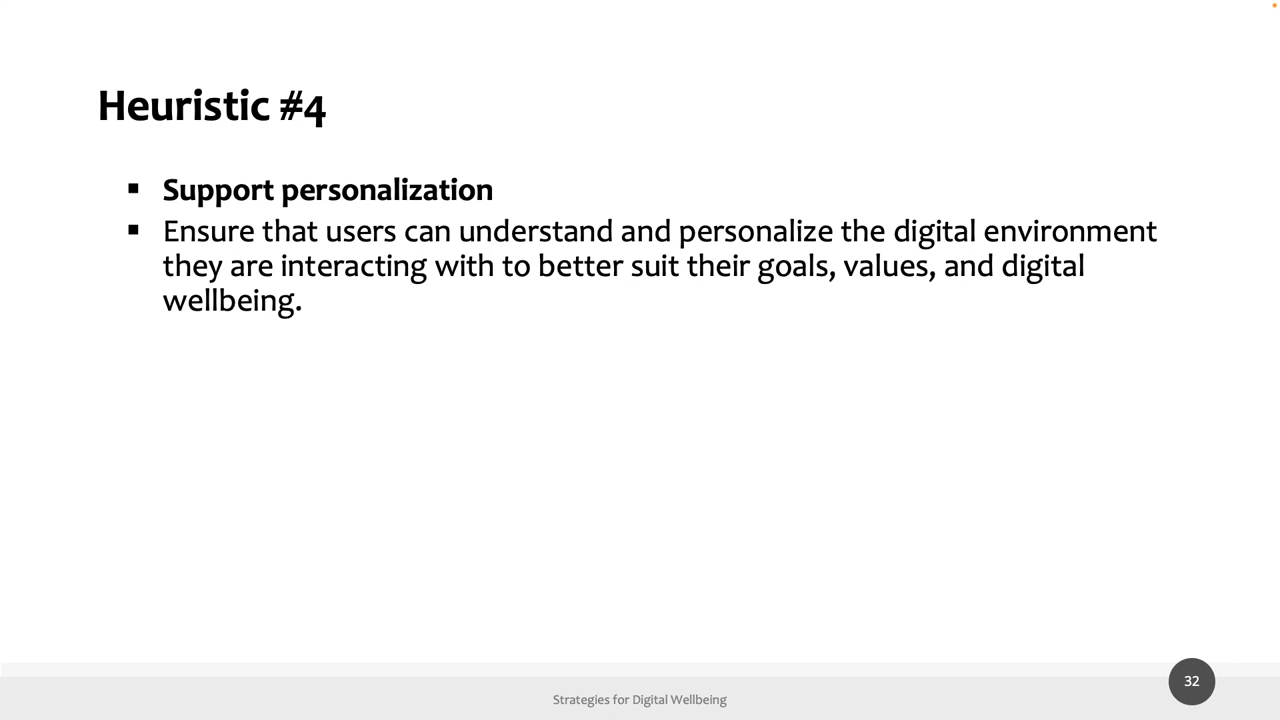 Heuristic #4
▪ Support personalization
▪ Ensure that users can understand and personalize the digital environment
they are interacting with to better suit their goals, values, and digital
wellbeing.
Strategies for Digital Wellbeing
32